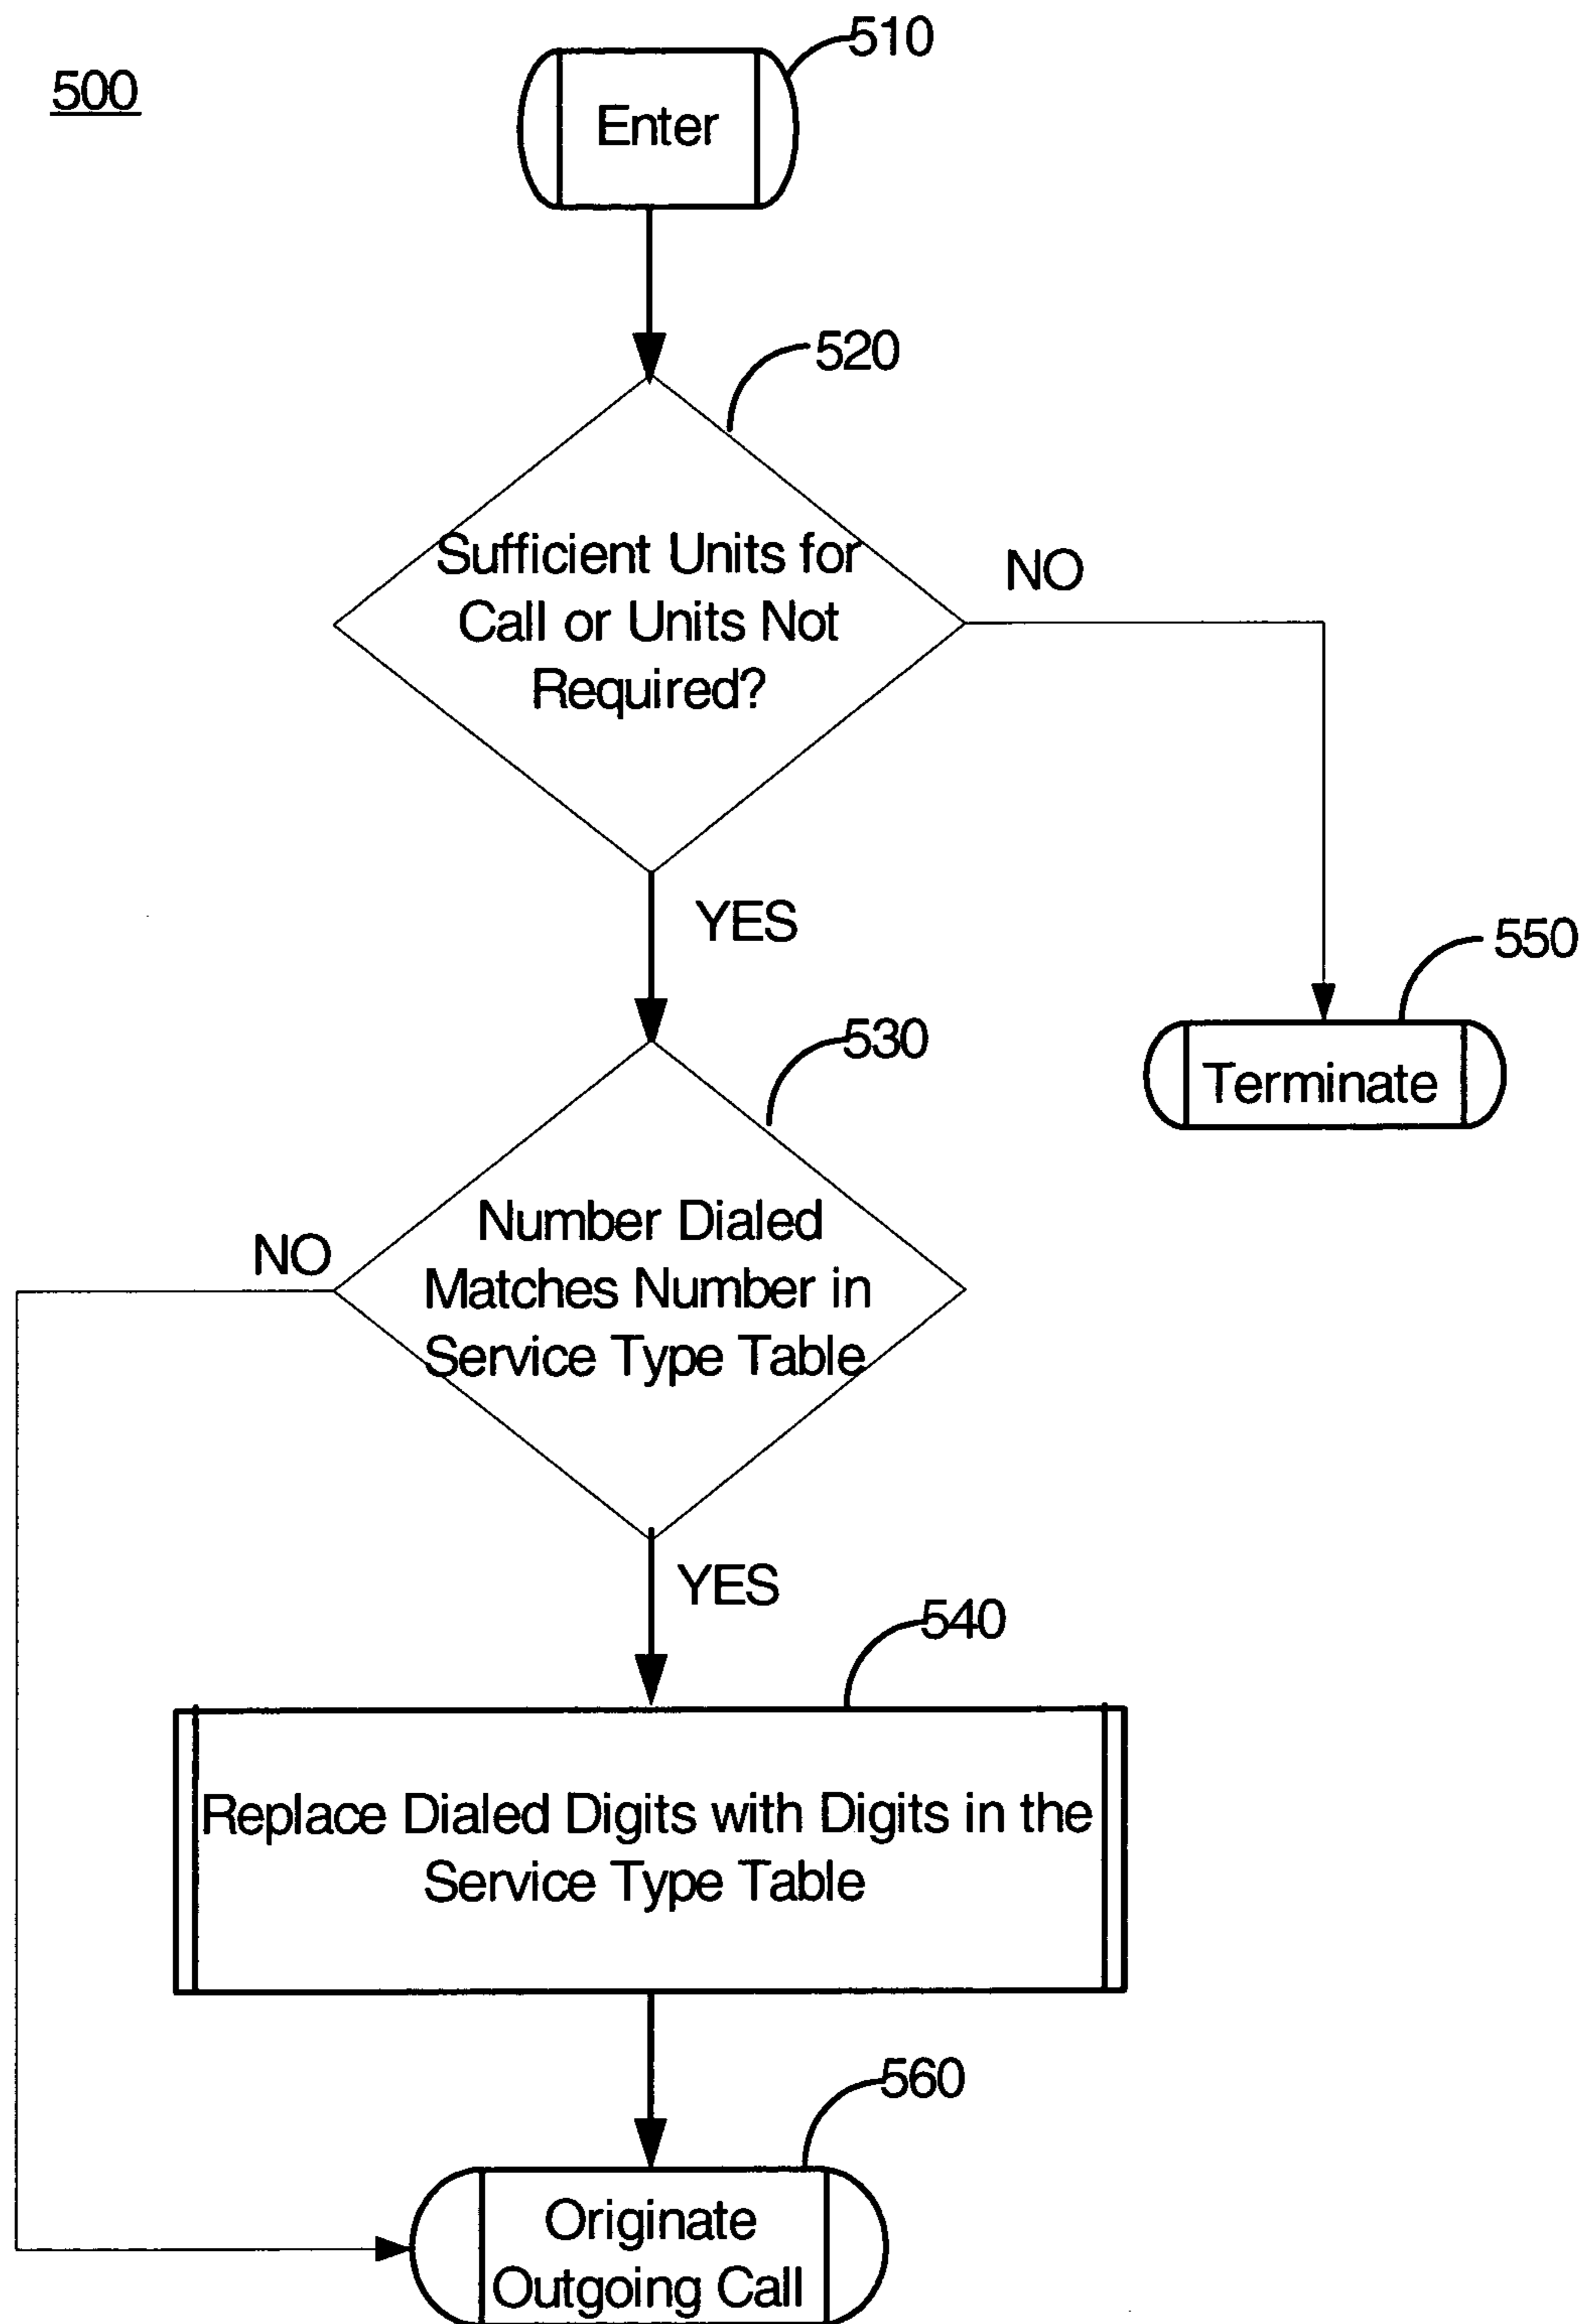 500
510
Enter
520
Sufficient Units for
Call or Units Not
Required?
NO
YES
550
Terminate
530
Number Dialed
Matches Number in
Service Type Table
NO
YES
540
Replace Dialed Digits with Digits in the
Service Type Table
560
Originate
Outgoing Call